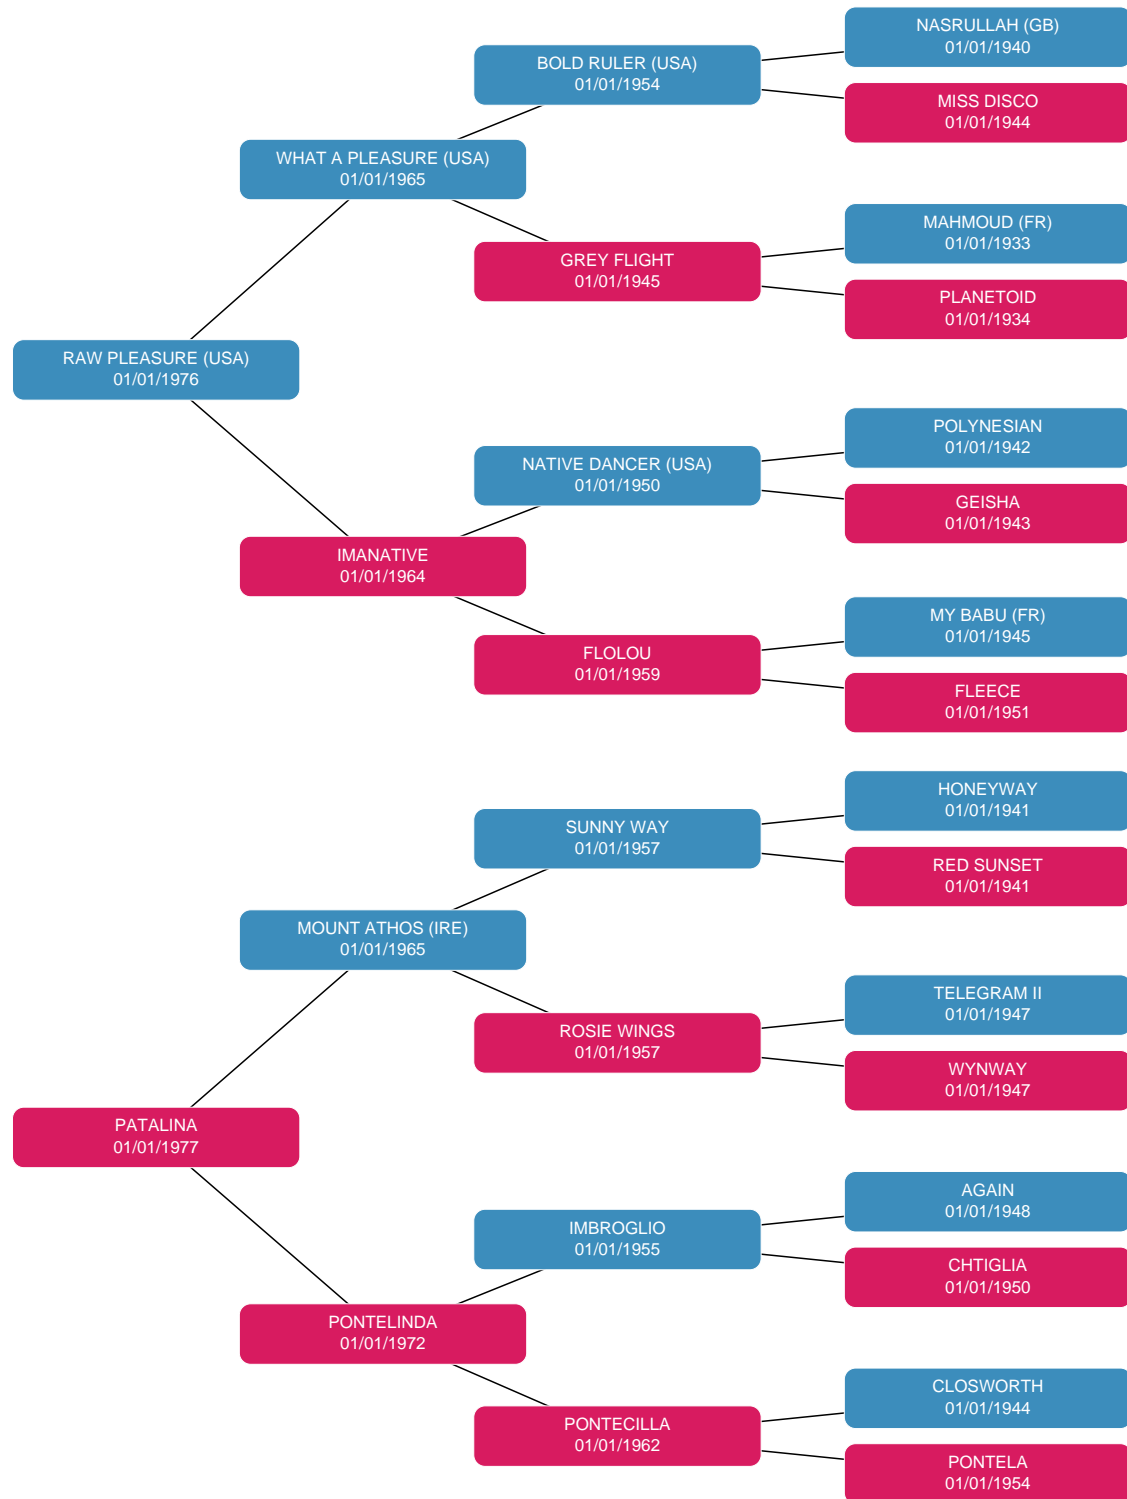 NASRULLAH (GB)
01/01/1940
BOLD RULER (USA)
01/01/1954
MISS DISCO
01/01/1944
WHAT A PLEASURE (USA)
01/01/1965
MAHMOUD (FR)
01/01/1933
GREY FLIGHT
01/01/1945
PLANETOID
01/01/1934
RAW PLEASURE (USA)
01/01/1976
POLYNESIAN
01/01/1942
NATIVE DANCER (USA)
01/01/1950
GEISHA
01/01/1943
IMANATIVE
01/01/1964
MY BABU (FR)
01/01/1945
FLOLOU
01/01/1959
FLEECE
01/01/1951
HONEYWAY
01/01/1941
SUNNY WAY
01/01/1957
RED SUNSET
01/01/1941
MOUNT ATHOS (IRE)
01/01/1965
TELEGRAM II
01/01/1947
ROSIE WINGS
01/01/1957
WYNWAY
01/01/1947
PATALINA
01/01/1977
AGAIN
01/01/1948
IMBROGLIO
01/01/1955
CHTIGLIA
01/01/1950
PONTELINDA
01/01/1972
CLOSWORTH
01/01/1944
PONTECILLA
01/01/1962
PONTELA
01/01/1954